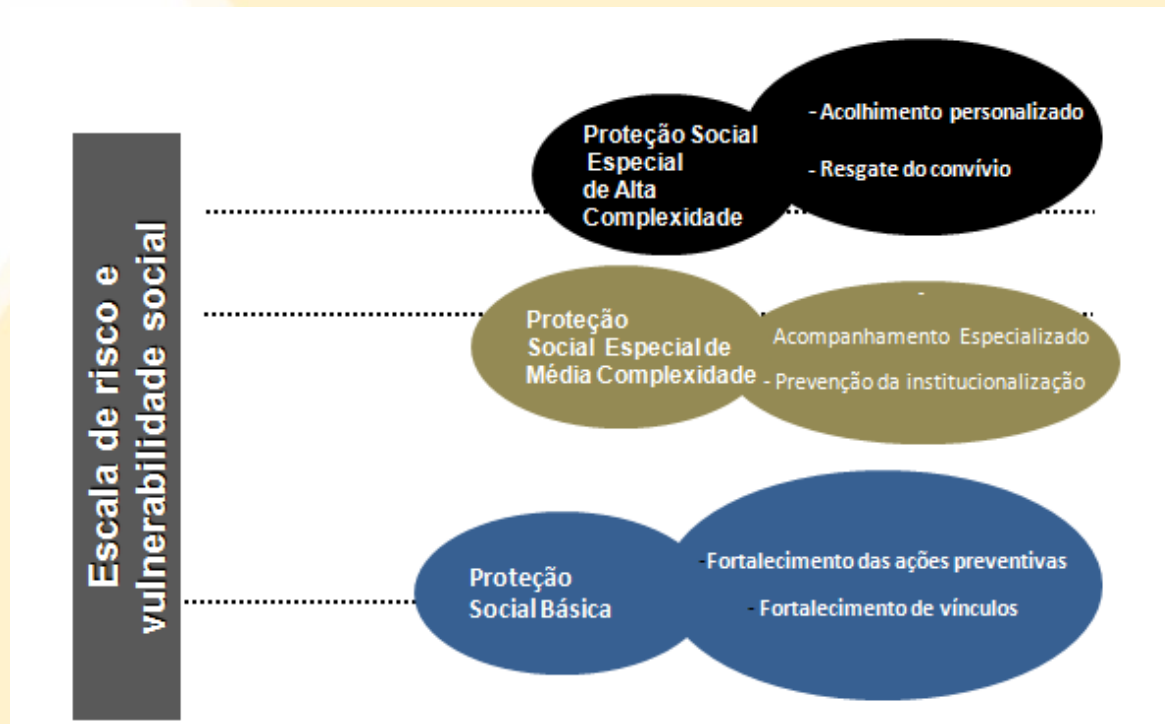 Escala de risco e
vulnerabilidade social
Proteção Social
Especial
de Alta
Complexidade
- Acolhimento personalizado
- Resgate do convívio
Proteção
Social Especial de
Média Complexidade
-
Acompanhamento Especializado
- Prevenção da institucionalização
Proteção
Social Básica
-Fortalecimento das ações preventivas
- Fortalecimento de vínculos